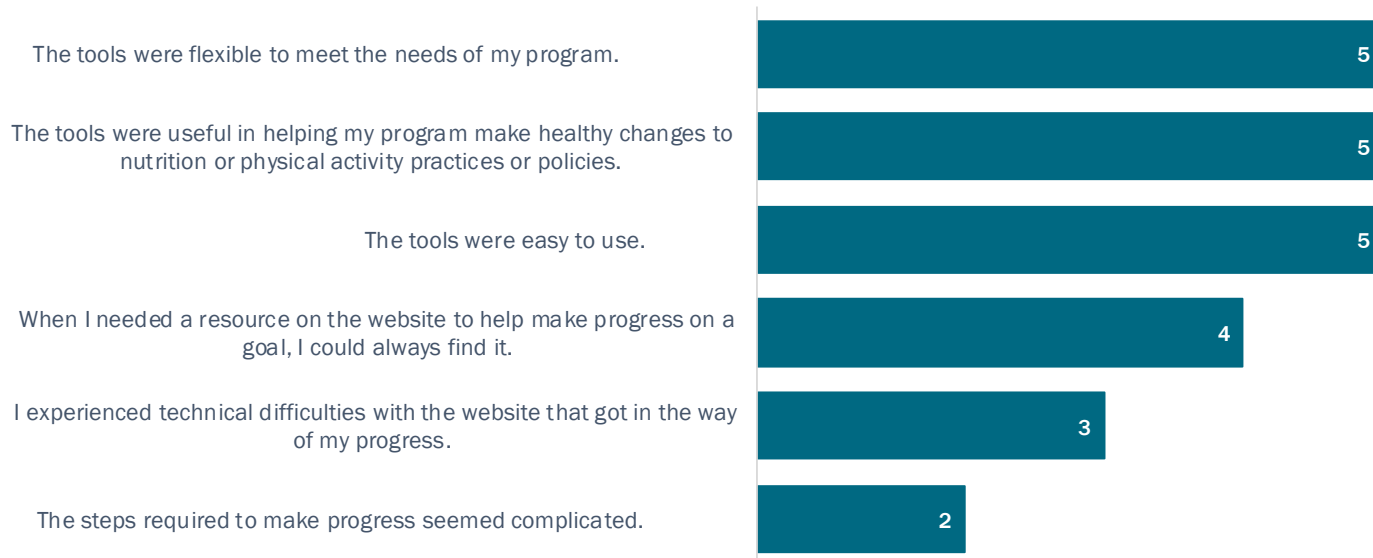 The tools were flexible to meet the needs of my program.
5
The tools were useful in helping my program make healthy changes to
nutrition or physical activity practices or policies.
5
The tools were easy to use.
5
When I needed a resource on the website to help make progress on a
goal, I could always find it.
4
I experienced technical difficulties with the website that got in the way
of my progress.
3
The steps required to make progress seemed complicated.
2